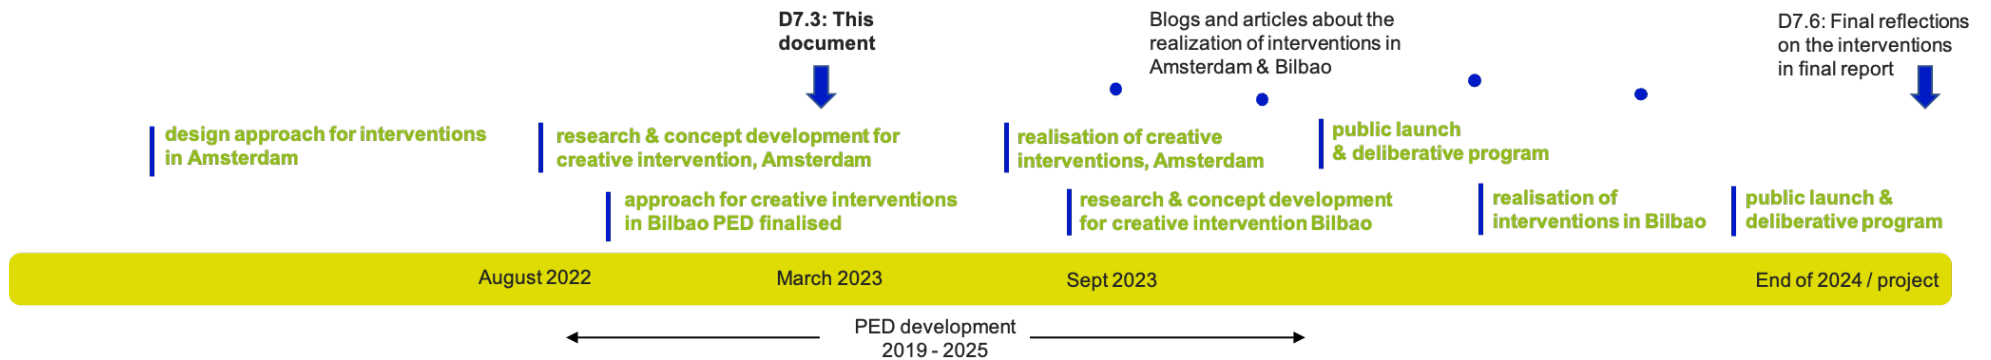 D7.3: This
document
Blogs and articles about the
realization of interventions in
Amsterdam & Bilbao
D7.6: Final reflections
on the interventions
in final report
design approach for interventions
in Amsterdam
research & concept development for
creative intervention, Amsterdam
realisation of creative
interventions, Amsterdam
public launch
& deliberative program
approach for creative interventions
in Bilbao PED finalised
research & concept development
for creative intervention Bilbao
realisation of
interventions in Bilbao
public launch &
deliberative program
August 2022
March 2023
Sept 2023
End of 2024 / project
PED development
2019 - 2025